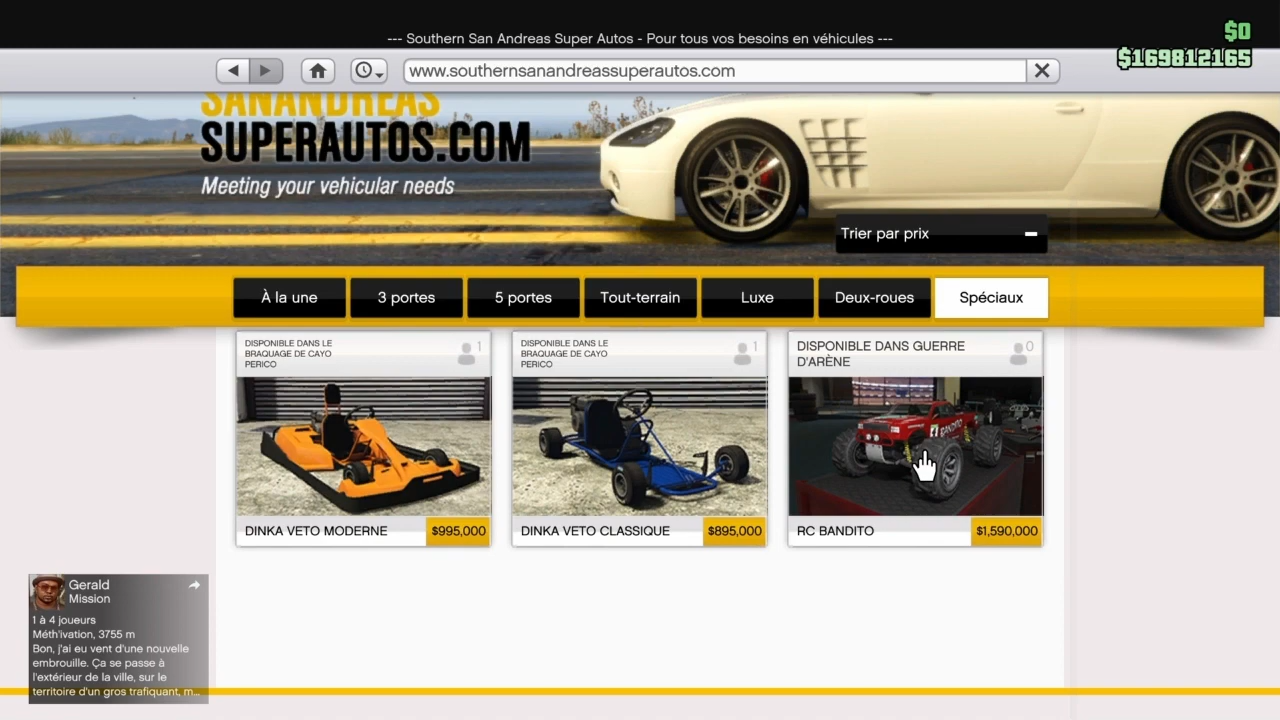 --- Southern San Andreas Super Autos - Pour tous vos besoins en véhicules ---
$0
$169812165
www.southernsanandreassuperautos.com
SANANDREAS
SUPERAUTOS.COM
Meeting your vehicular needs
Trier par prix
À la une
3 portes
5 portes
Tout-terrain
Luxe
Deux-roues
Spéciaux
DISPONIBLE DANS LE
BRAQUAGE DE CAYO
PERICO
1
DINKA VETO MODERNE
$995,000
DISPONIBLE DANS LE
BRAQUAGE DE CAYO
PERICO
1
DINKA VETO CLASSIQUE
$895,000
DISPONIBLE DANS GUERRE
D'ARÈNE
0
BANDITO
RC BANDITO
$1,590,000
Gerald
Mission
1 à 4 joueurs
Méth'ivation, 3755 m
Bon, j'ai eu vent d'une nouvelle
embrouille. Ça se passe à
l'extérieur de la ville, sur le
territoire d'un gros trafiquant, m...